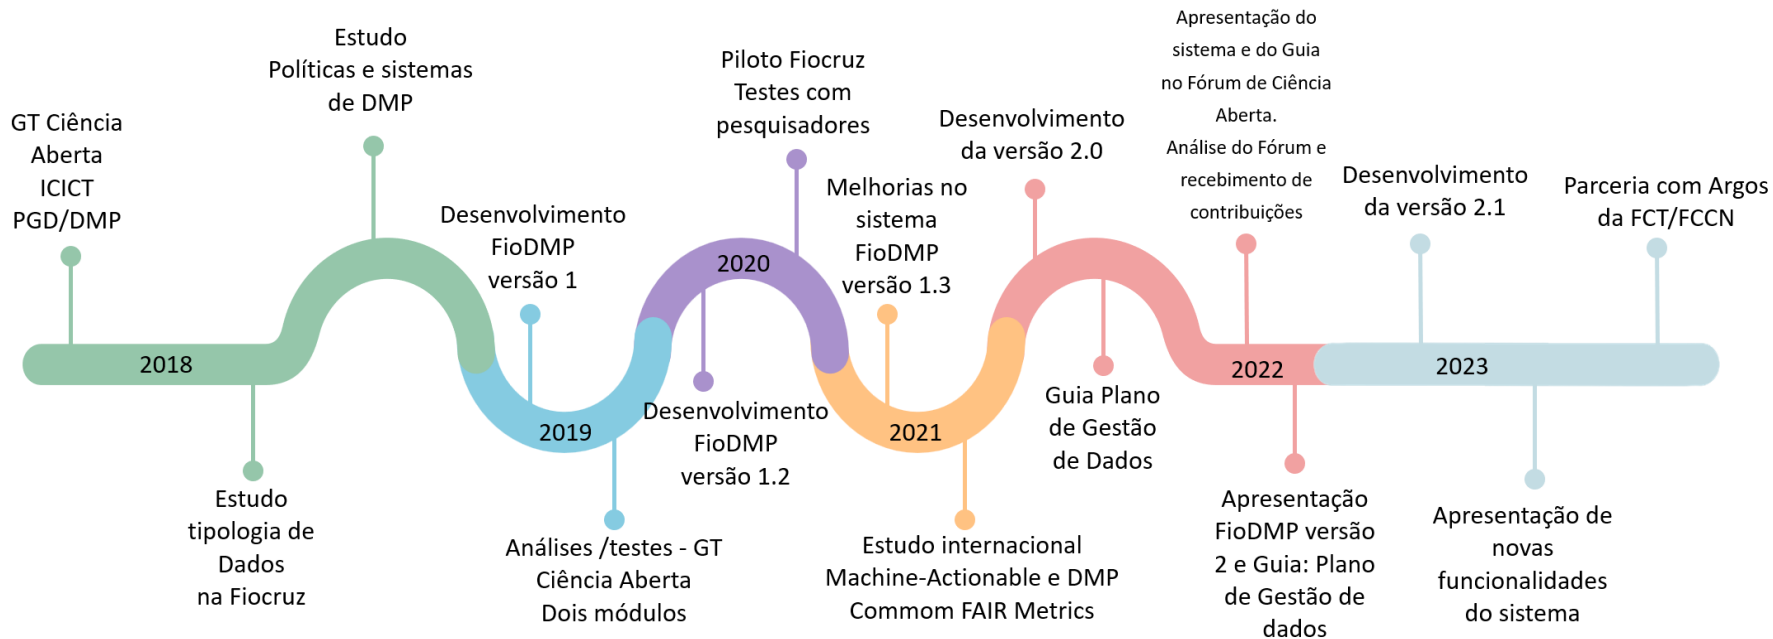 GT Ciência
Aberta
ICICT
PGD/DMP
2018
Estudo
tipologia de
Dados
na Fiocruz
Estudo
Políticas e sistemas
de DMP
Desenvolvimento
FioDMP
versão 1
2019
Análises /testes - GT
Ciência Aberta
Dois módulos
Desenvolvimento
FioDMP
versão 1.2
2020
Piloto Fiocruz
Testes com
pesquisadores
Melhorias no
sistema
FioDMP
versão 1.3
2021
Estudo internacional
Machine-Actionable e DMP
Commom FAIR Metrics
Desenvolvimento
da versão 2.0
Guia Plano
de Gestão
de Dados
Apresentação do
sistema e do Guia
no Fórum de Ciência
Aberta.
Análise do Fórum e
recebimento de
contribuições
2022
Apresentação
FioDMP versão
2 e Guia: Plano
de Gestão de
dados
Desenvolvimento
da versão 2.1
2023
Apresentação de
novas
funcionalidades
do sistema
Parceria com Argos
da FCT/FCCN